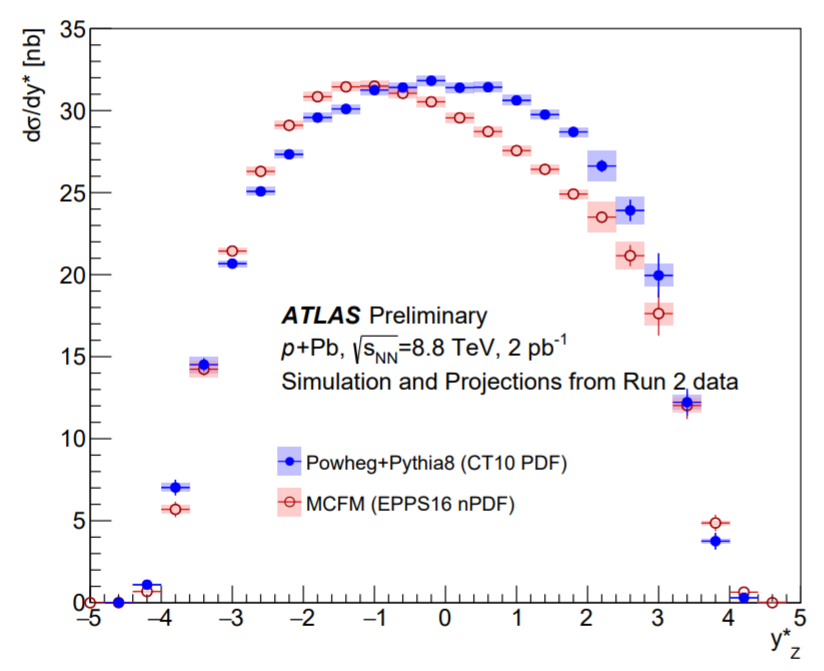 dσ/dy* [nb]
35
30
25
20
15
10
5
0
ATLAS Preliminary
p+Pb, √sNN=8.8 TeV, 2 pb-1
Simulation and Projections from Run 2 data
Powheg+Pythia8 (CT10 PDF)
MCFM (EPPS16 nPDF)
−5 −4 −3 −2 −1 0 1 2 3 4 5
y*Z